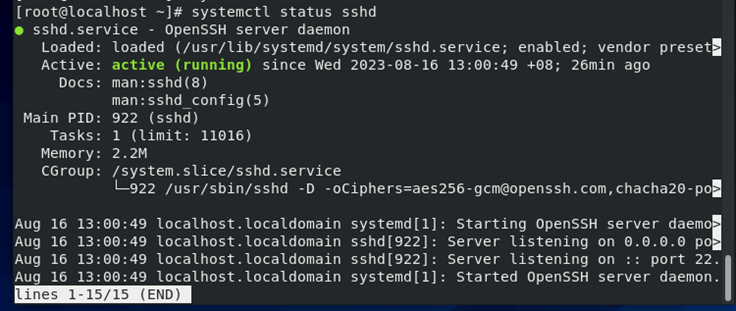 [root@localhost ~]# systemctl status sshd
● sshd.service - OpenSSH server daemon
   Loaded: loaded (/usr/lib/systemd/system/sshd.service; enabled; vendor preset>
   Active: active (running) since Wed 2023-08-16 13:00:49 +08; 26min ago
     Docs: man:sshd(8)
           man:sshd_config(5)
 Main PID: 922 (sshd)
    Tasks: 1 (limit: 11016)
   Memory: 2.2M
   CGroup: /system.slice/sshd.service
           └─922 /usr/sbin/sshd -D -oCiphers=aes256-gcm@openssh.com,chacha20-po>
Aug 16 13:00:49 localhost.localdomain systemd[1]: Starting OpenSSH server daemo>
Aug 16 13:00:49 localhost.localdomain sshd[922]: Server listening on 0.0.0.0 po>
Aug 16 13:00:49 localhost.localdomain sshd[922]: Server listening on :: port 22.
Aug 16 13:00:49 localhost.localdomain systemd[1]: Started OpenSSH server daemon.
lines 1-15/15 (END)